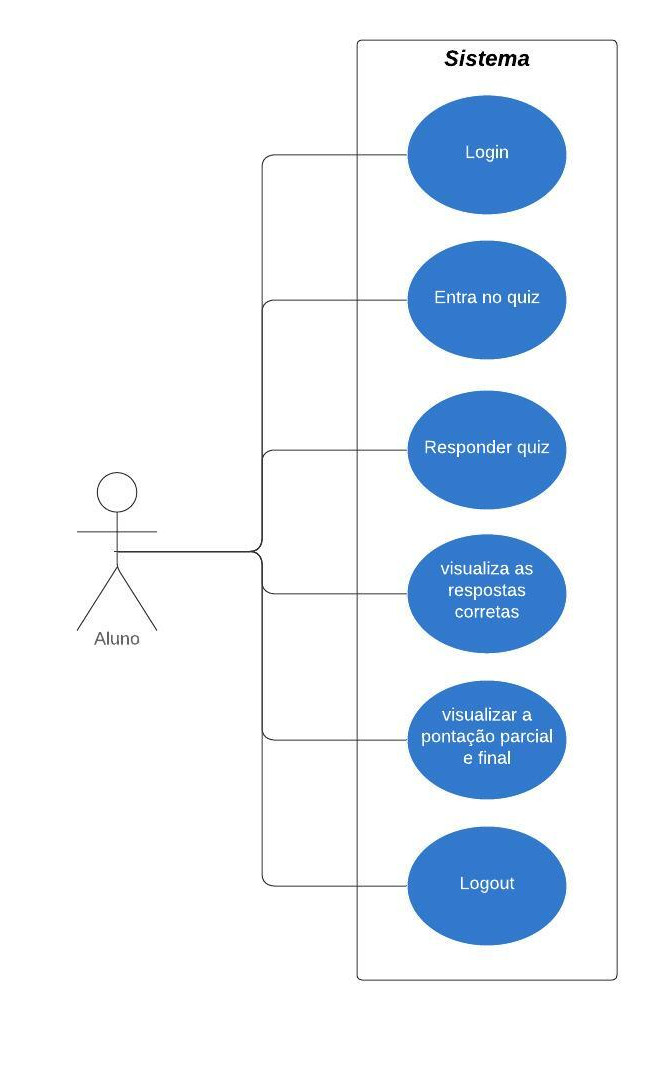 Sistema
Login
Entra no quiz
Responder quiz
visualiza as
respostas
corretas
Aluno
visualizar a
pontação parcial
e final
Logout